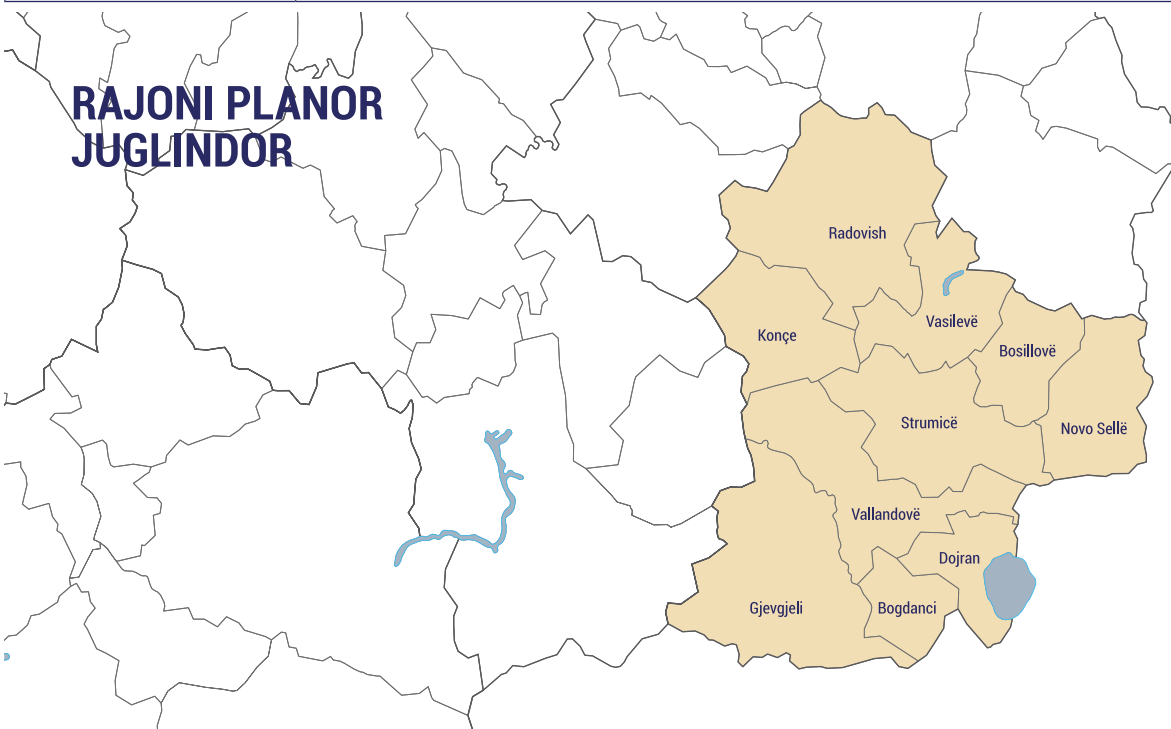 RAJONI PLANOR
JUGLINDOR
Radovish
Vasilevë
Konçe
Bosillovë
Strumicë
Novo Sellë
Vallandovë
Dojran
Gjevgjeli
Bogdanci